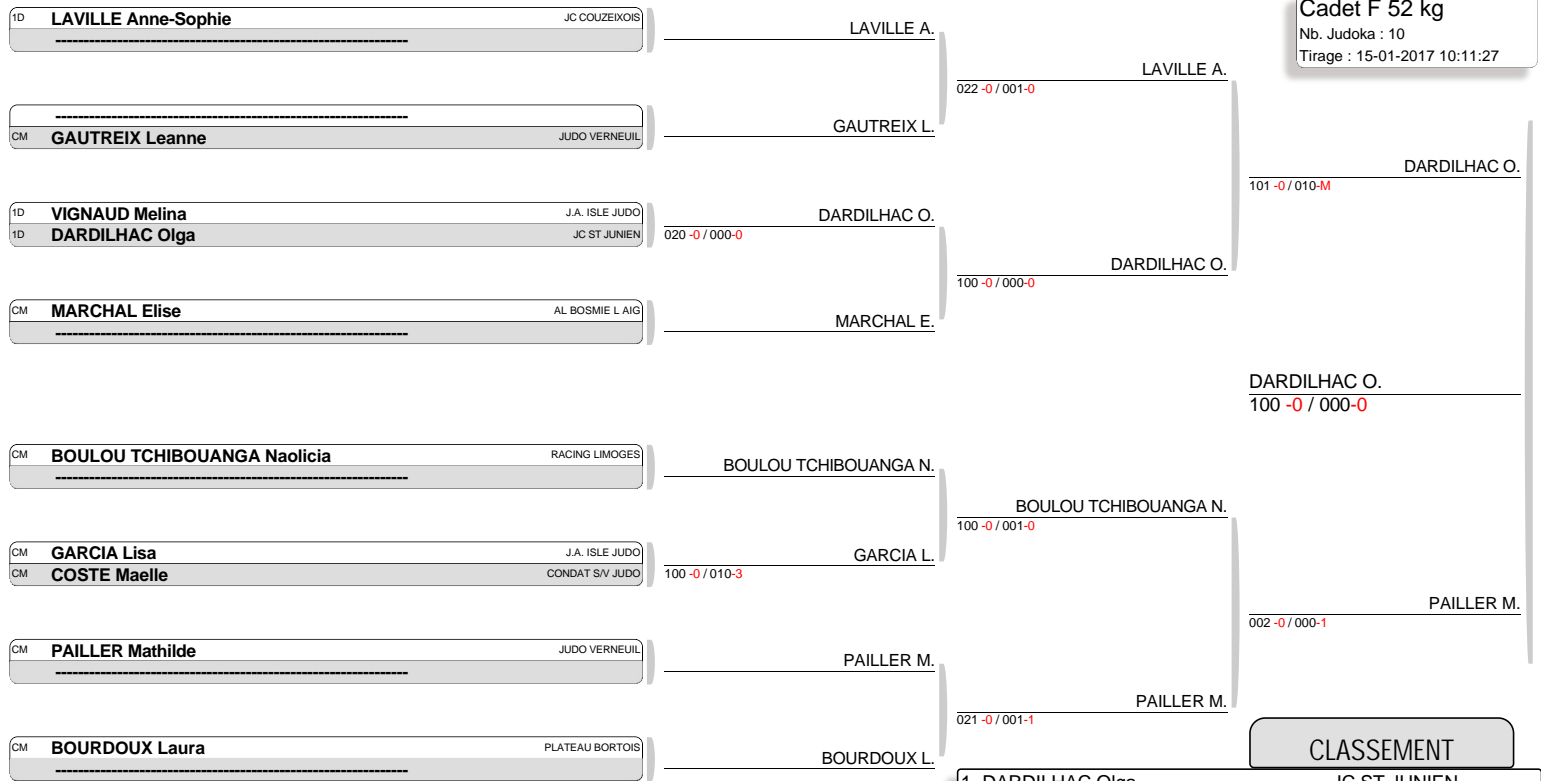 Cadet F 52 kg
Nb. Judoka : 10
Tirage : 15-01-2017 10:11:27
1D LAVILLE Anne-Sophie JC COUZEIXOIS
----------------------------------------------------------------
LAVILLE A.
----------------------------------------------------------------
CM GAUTREIX Leanne JUDO VERNEUIL
GAUTREIX L.
LAVILLE A.
022 -0 / 001-0
1D VIGNAUD Melina J.A. ISLE JUDO
1D DARDILHAC Olga JC ST JUNIEN
DARDILHAC O.
020 -0 / 000-0
CM MARCHAL Elise AL BOSMIE L AIG
----------------------------------------------------------------
MARCHAL E.
DARDILHAC O.
100 -0 / 000-0
DARDILHAC O.
101 -0 / 010-M
DARDILHAC O.
100 -0 / 000-0
CM BOULOU TCHIBOUANGA Naolicia RACING LIMOGES
----------------------------------------------------------------
BOULOU TCHIBOUANGA N.
CM GARCIA Lisa J.A. ISLE JUDO
CM COSTE Maelle CONDAT S/V JUDO
GARCIA L.
100 -0 / 010-3
BOULOU TCHIBOUANGA N.
100 -0 / 001-0
CM PAILLER Mathilde JUDO VERNEUIL
----------------------------------------------------------------
PAILLER M.
CM BOURDOUX Laura PLATEAU BORTOIS
----------------------------------------------------------------
BOURDOUX L.
PAILLER M.
021 -0 / 001-1
PAILLER M.
002 -0 / 000-1
CLASSEMENT
1 DARDILHAC Olga JC ST JUNIEN